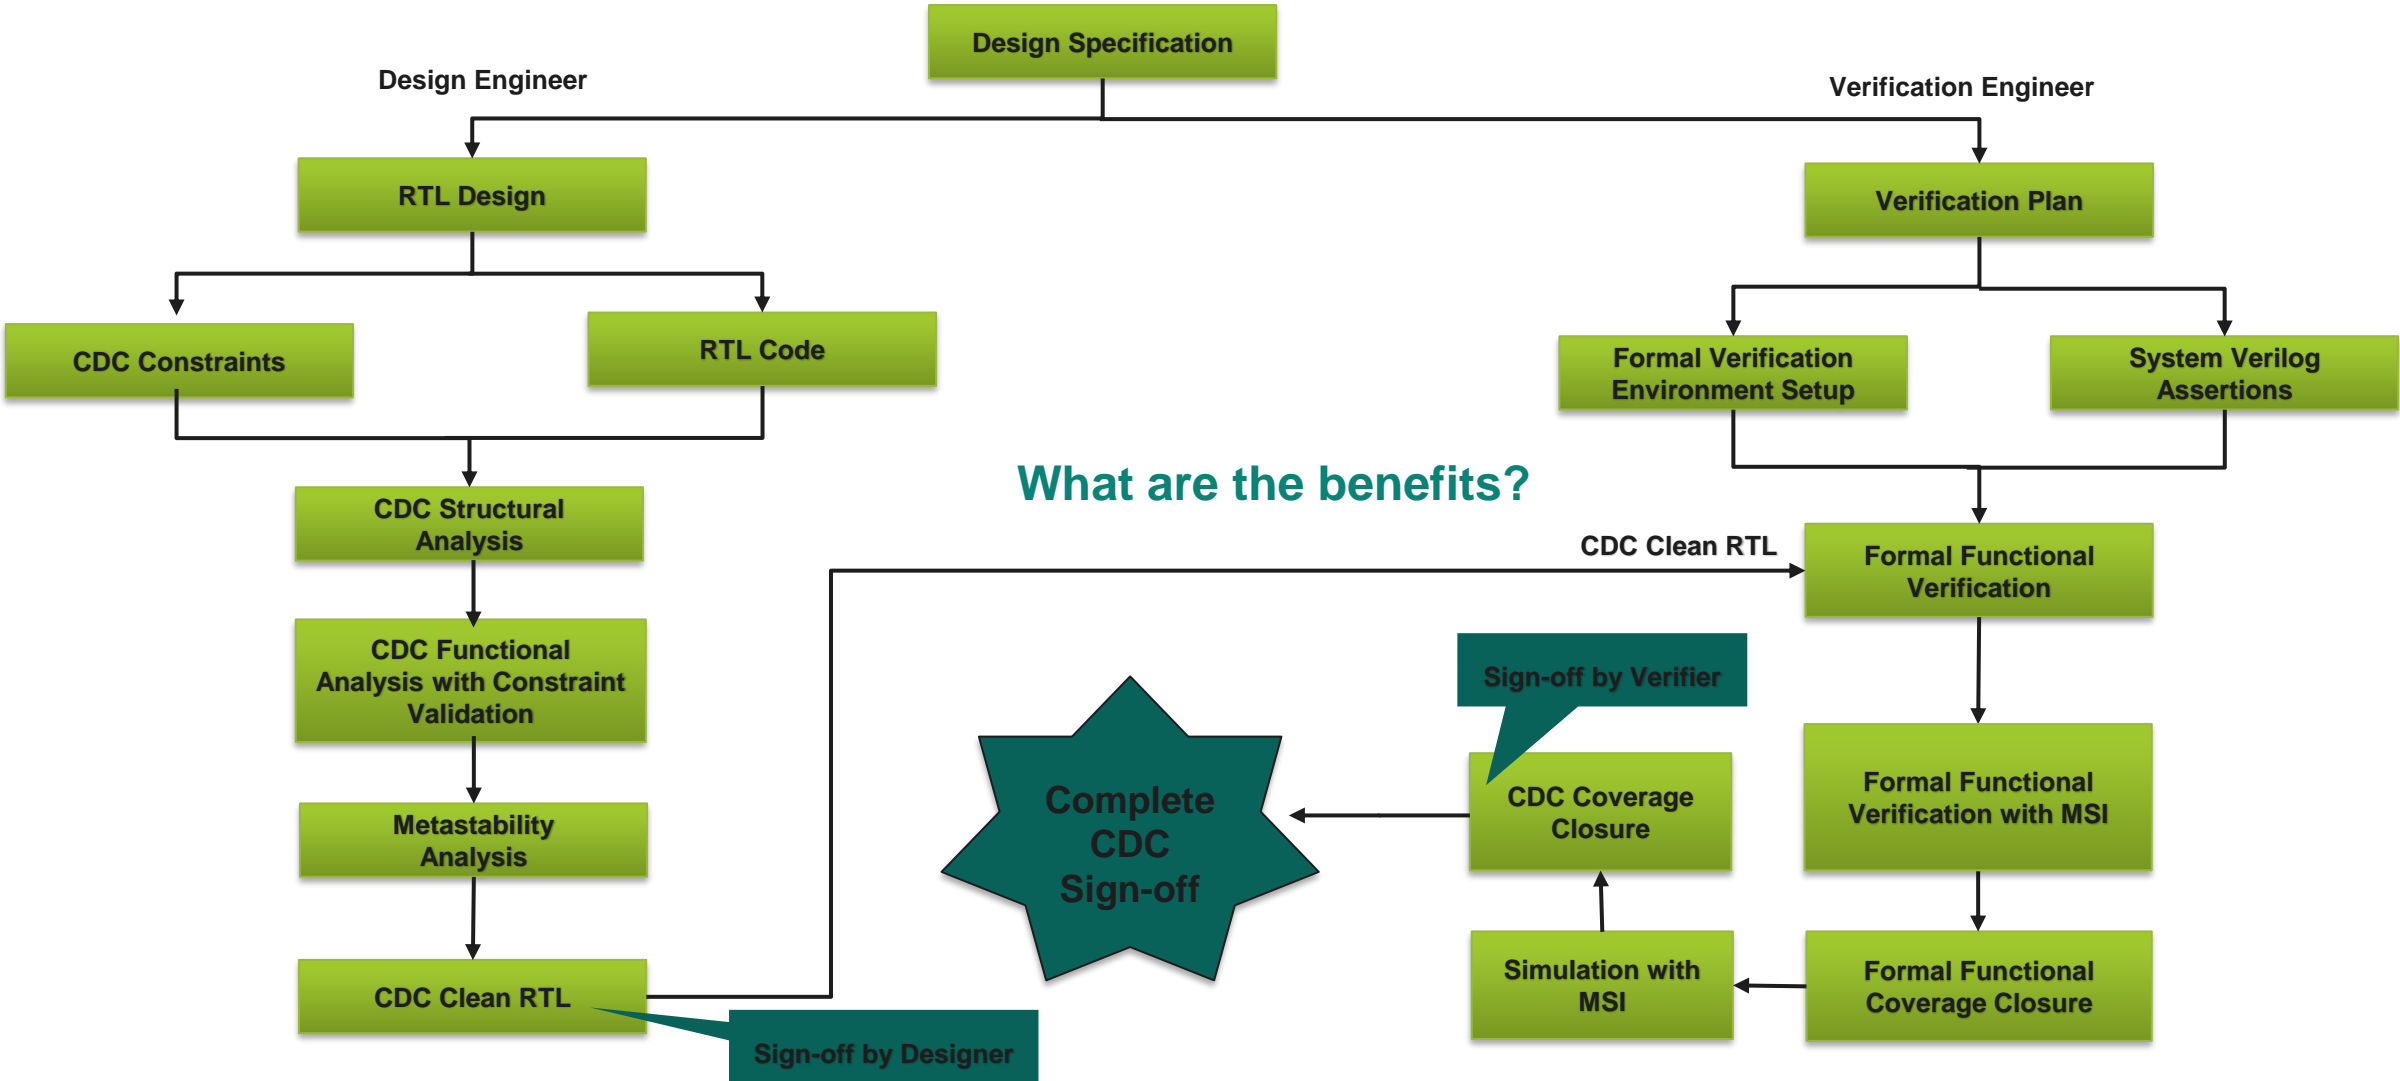 Design Specification
Design Engineer
Verification Engineer
RTL Design
Verification Plan
CDC Constraints
RTL Code
Formal Verification
Environment Setup
System Verilog
Assertions
What are the benefits?
CDC Structural
Analysis
CDC Clean RTL
Formal Functional
Verification
CDC Functional
Analysis with Constraint
Validation
Sign-off by Verifier
Metastability
Analysis
Complete
CDC
Sign-off
CDC Coverage
Closure
Formal Functional
Verification with MSI
CDC Clean RTL
Sign-off by Designer
Simulation with
MSI
Formal Functional
Coverage Closure